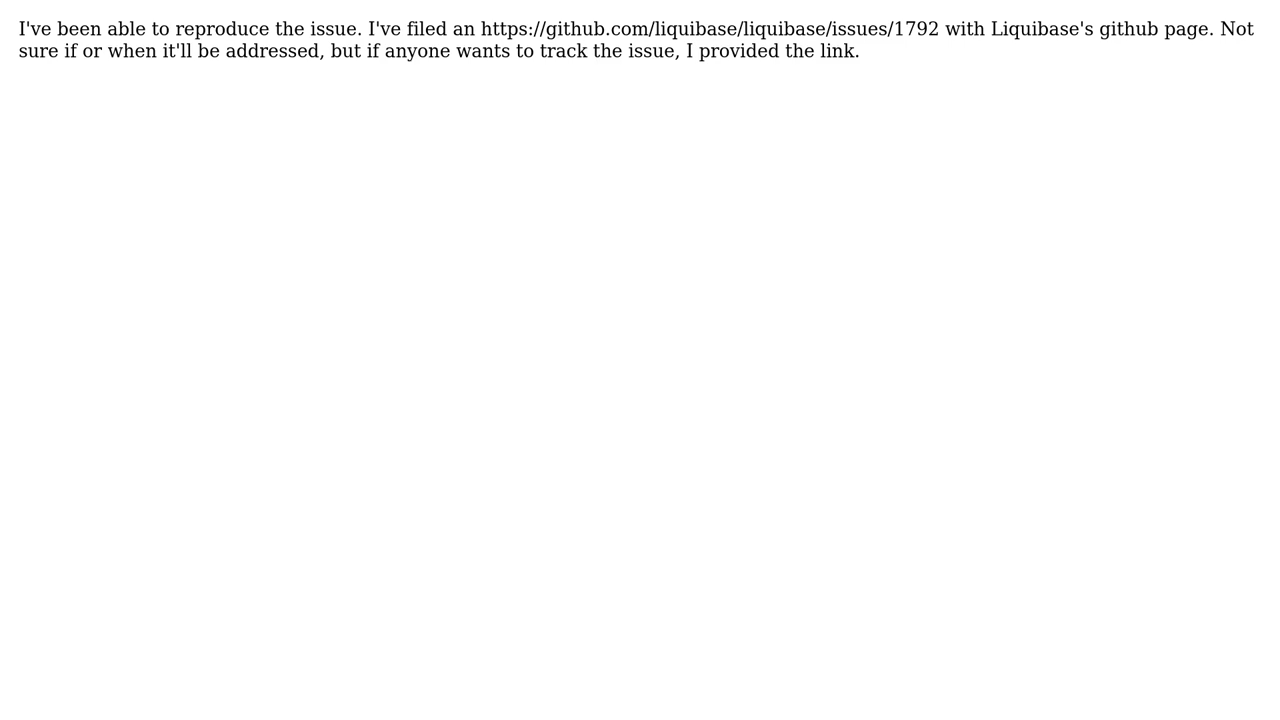 I've been able to reproduce the issue. I've filed an https://github.com/liquibase/liquibase/issues/1792 with Liquibase's github page. Not
sure if or when it'll be addressed, but if anyone wants to track the issue, I provided the link.